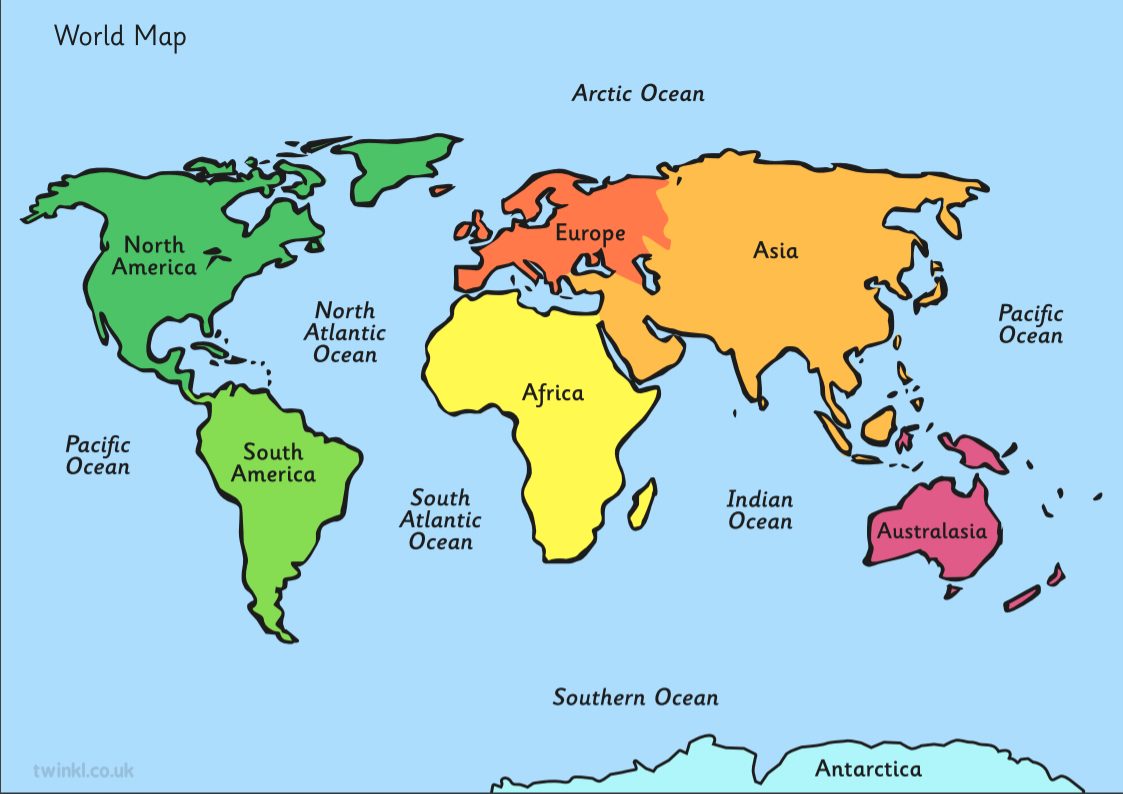 World Map
Arctic Ocean
North
America
Europe
Asia
North
Atlantic
Ocean
Pacific
Ocean
Africa
Pacific
Ocean
South
America
South
Atlantic
Ocean
Indian
Ocean
Australasia
Southern Ocean
twinkl.co.uk
Antarctica